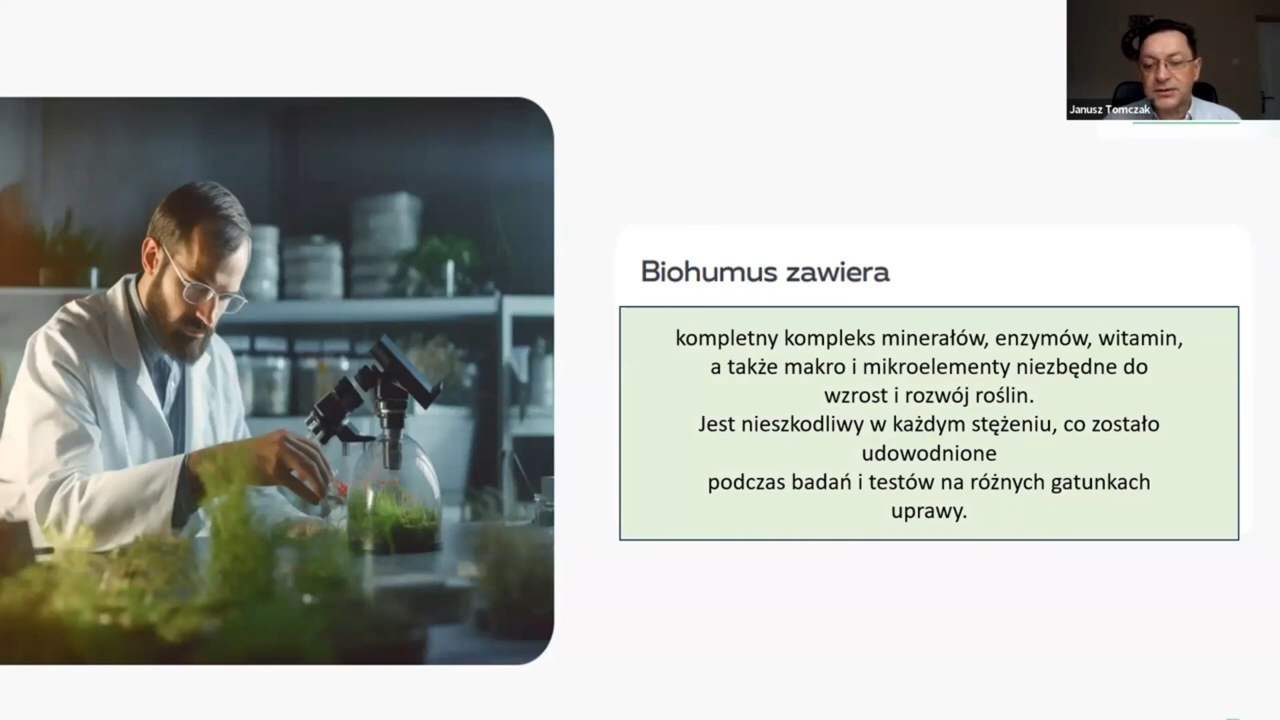 Janusz Tomczak
Biohumus zawiera
kompletny kompleks minerałów, enzymów, witamin,
a także makro i mikroelementy niezbędne do
wzrost i rozwój roślin.
Jest nieszkodliwy w każdym stężeniu, co zostało
udowodnione
podczas badań i testów na różnych gatunkach
uprawy.